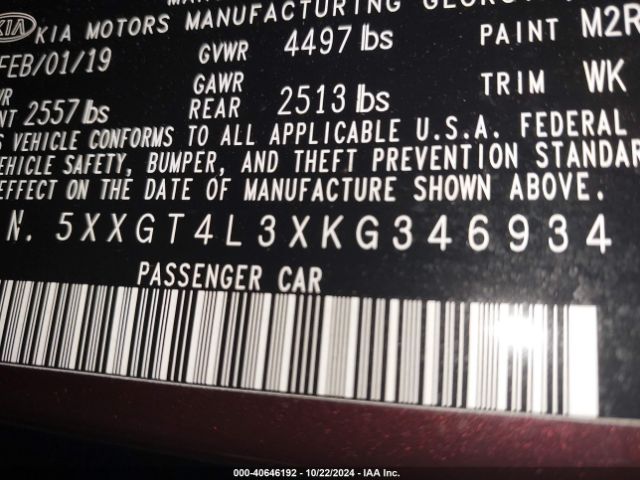 KIA KIA MOTORS MANUFACTURING
FEB/01/19 GVWR 4497 lbs PAINT M2R
2557 lbs GAWR REAR 2513 lbs TRIM WK
VEHICLE CONFORMS TO ALL APPLICABLE U.S.A. FEDERAL
VEHICLE SAFETY, BUMPER, AND THEFT PREVENTION STANDAR
EFFECT ON THE DATE OF MANUFACTURE SHOWN ABOVE.
N. 5XXGT4L3XKG346934
PASSENGER CAR
000-40646192 - 10/22/2024 - IAA Inc.